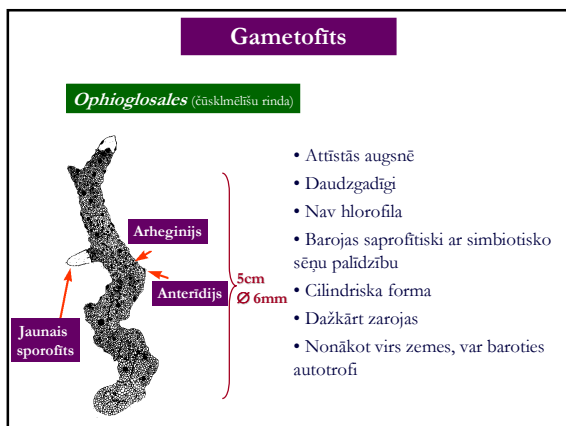 Gametofīts
Ophioglosales (čūsklmēlīšu rinda)
Arheginijs
Anterīdijs
Jaunais
sporofīts
5cm
Ø 6mm
• Attīstās augsnē
• Daudzgadīgi
• Nav hlorofila
• Barojas saprofītiski ar simbiotisko
sēņu palīdzību
• Cilindriska forma
• Dažkārt zarojas
• Nonākot virs zemes, var baroties
autotrofi